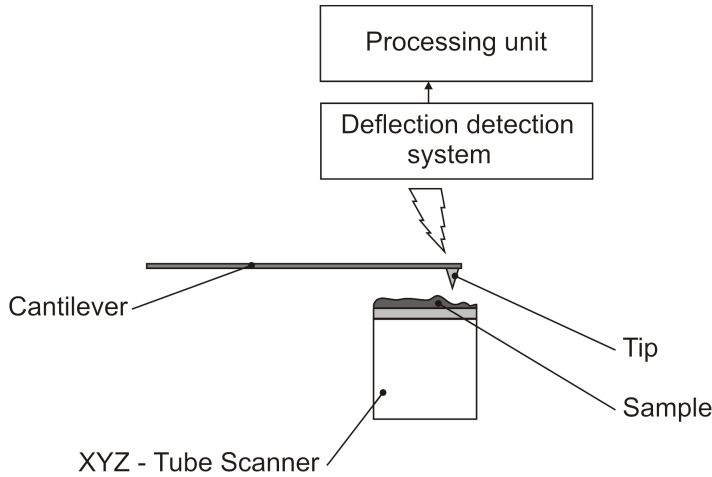 Processing unit
Deflection detection
system
Cantilever
Tip
Sample
XYZ - Tube Scanner